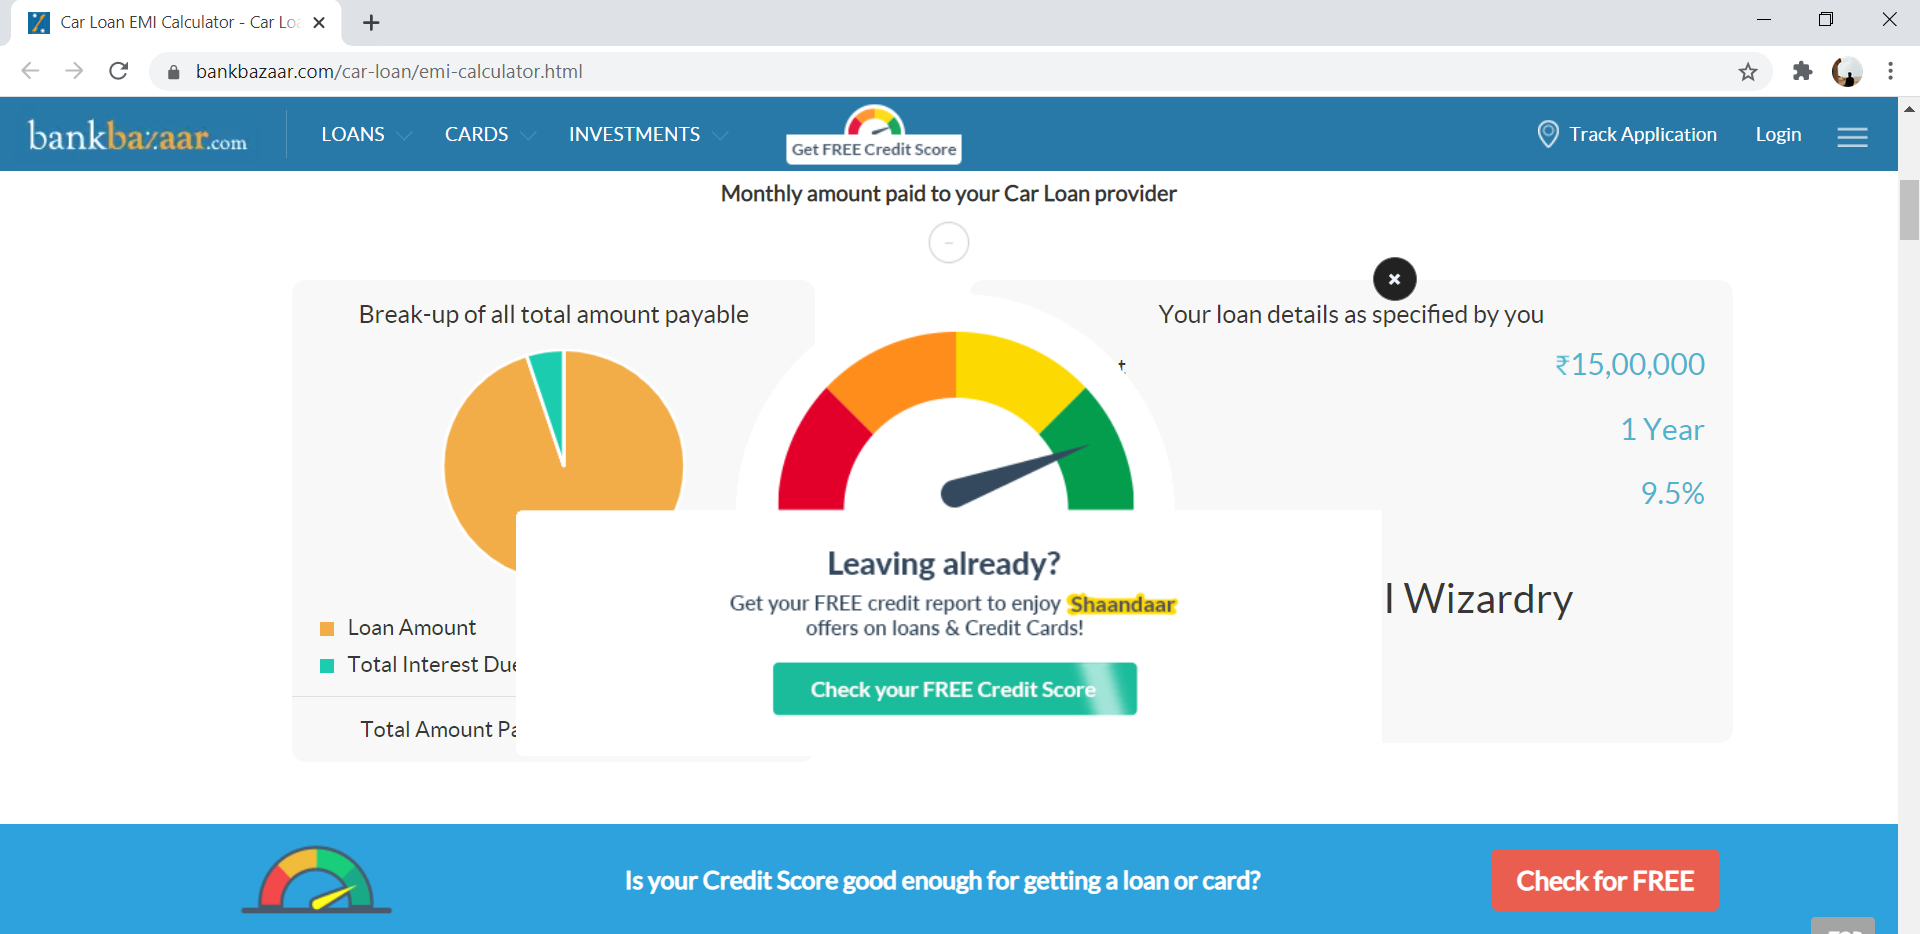 Car Loan EMI Calculator - Car Loa
bankbazaar.com/car-loan/emi-calculator.html
bankbazaar.com
LOANS
CARDS
INVESTMENTS
Get FREE Credit Score
Track Application
Login
Monthly amount paid to your Car Loan provider
Break-up of all total amount payable
Loan Amount
Total Interest Due
Total Amount Pa
Your loan details as specified by you
t
₹15,00,000
1 Year
9.5%
l Wizardry
Leaving already?
Get your FREE credit report to enjoy Shaandaar
offers on loans & Credit Cards!
Check your FREE Credit Score
Is your Credit Score good enough for getting a loan or card?
Check for FREE